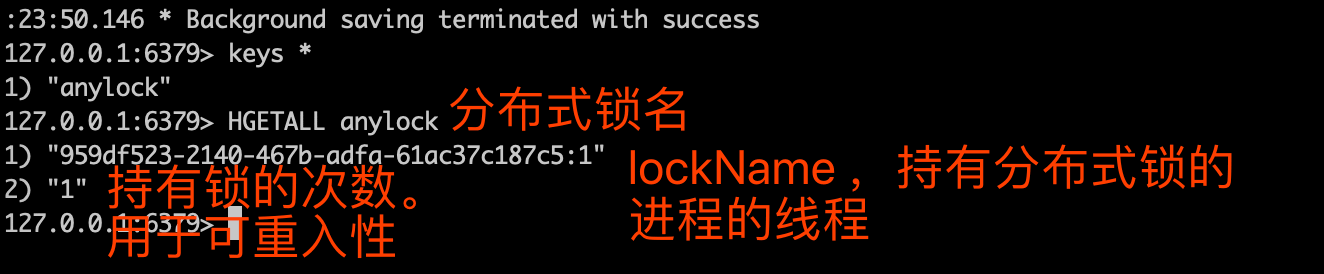 :23:50.146 * Background saving terminated with success
127.0.0.1:6379> keys *
1) "anylock"
127.0.0.1:6379> HGETALL anylock 分布式锁名
1) "959df523-2140-467b-adfa-61ac37c187c5:1"
lockName ，持有分布式锁的
进程的线程
2) "1"
持有锁的次数。
127.0.0.1:6379>
用于可重入性